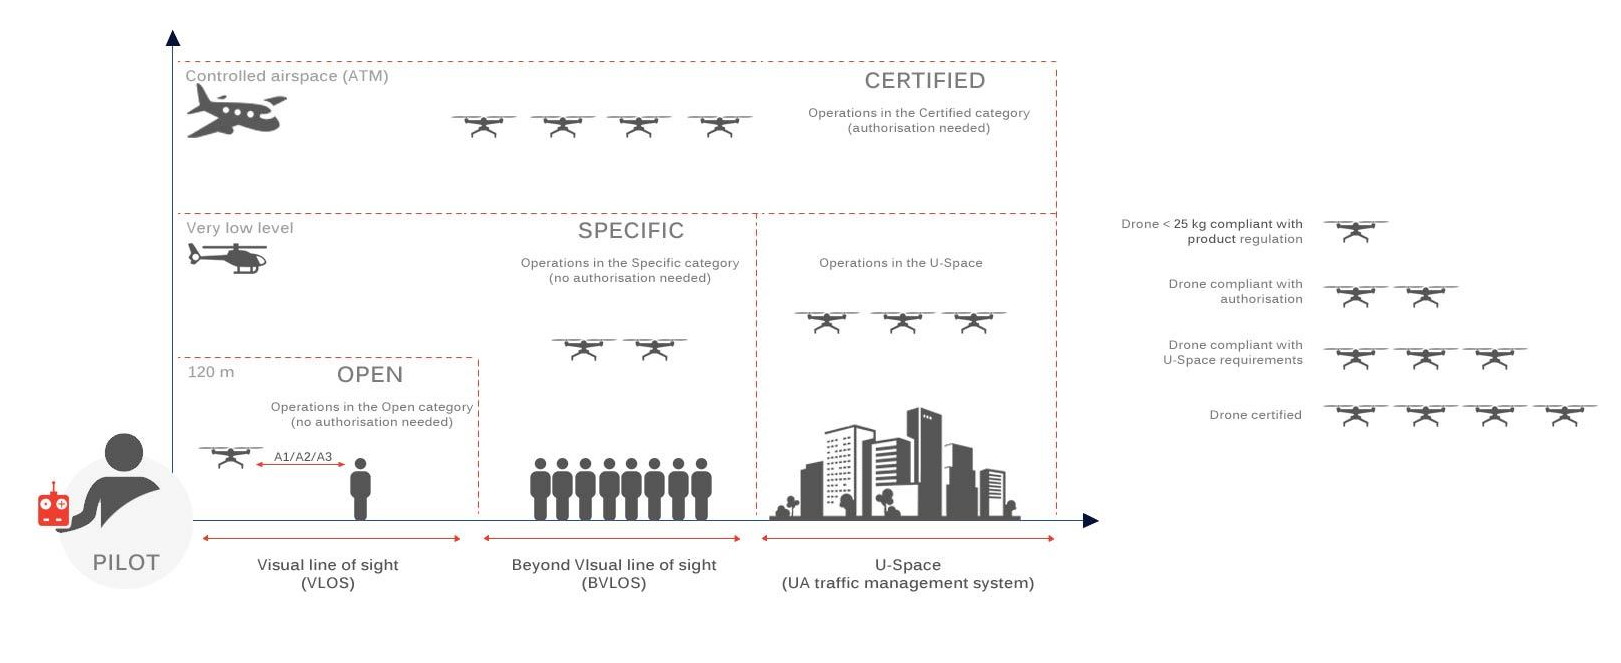 Controlled airspace (ATM)
CERTIFIED
Operations in the Certified category
(authorisation needed)
Very low level
SPECIFIC
Operations in the Specific category
(no authorisation needed)
Operations in the U-Space
120 m
OPEN
Operations in the Open category
(no authorisation needed)
A1/A2/A3
PILOT
Visual line of sight
(VLOS)
Beyond VIsual line of sight
(BVLOS)
U-Space
(UA traffic management system)
Drone < 25 kg compliant with
product regulation
Drone compliant with
authorisation
Drone compliant with
U-Space requirements
Drone certified